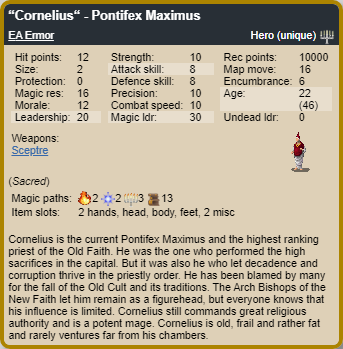 “Cornelius“ - Pontifex Maximus
EA Ermor Hero (unique)
Hit points: 12 Strength: 10 Rec points: 10000
Size: 2 Attack skill: 8 Map move: 16
Protection: 0 Defence skill: 8 Encumbrance: 6
Magic res: 16 Precision: 10 Age: 22
Morale: 12 Combat speed: 10 (46)
Leadership: 20 Magic ldr: 30 Undead ldr: 0
Weapons:
Sceptre
(Sacred)
Magic paths: 2 2 3 13
Item slots: 2 hands, head, body, feet, 2 misc
Cornelius is the current Pontifex Maximus and the highest ranking
priest of the Old Faith. He was the one who performed the high
sacrifices in the capital. But it was also he who let decadence and
corruption thrive in the priestly order. He has been blamed by many
for the fall of the Old Cult and its traditions. The Arch Bishops of the
New Faith let him remain as a figurehead, but everyone knows that
his influence is limited. Cornelius still commands great religious
authority and is a potent mage. Cornelius is old, frail and rather fat
and rarely ventures far from his chambers.